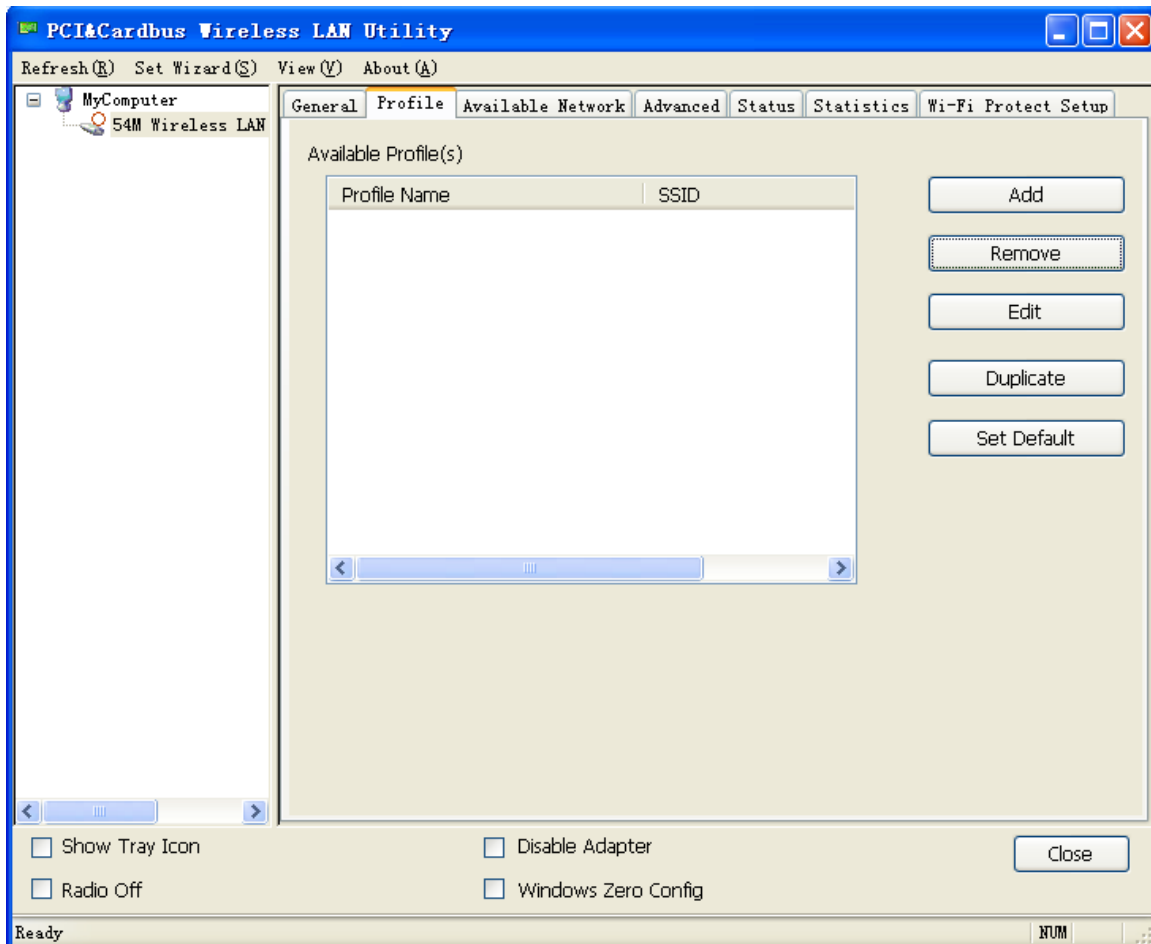 PCI&Cardbus Wireless LAN Utility
Refresh(R) Set Wizard(S) View(V) About(A)
MyComputer
54M Wireless LAN
General Profile Available Network Advanced Status Statistics Wi-Fi Protect Setup
Available Profile(s)
Profile Name SSID
Add
Remove
Edit
Duplicate
Set Default
Show Tray Icon Disable Adapter Close
Radio Off Windows Zero Config
Ready NUM